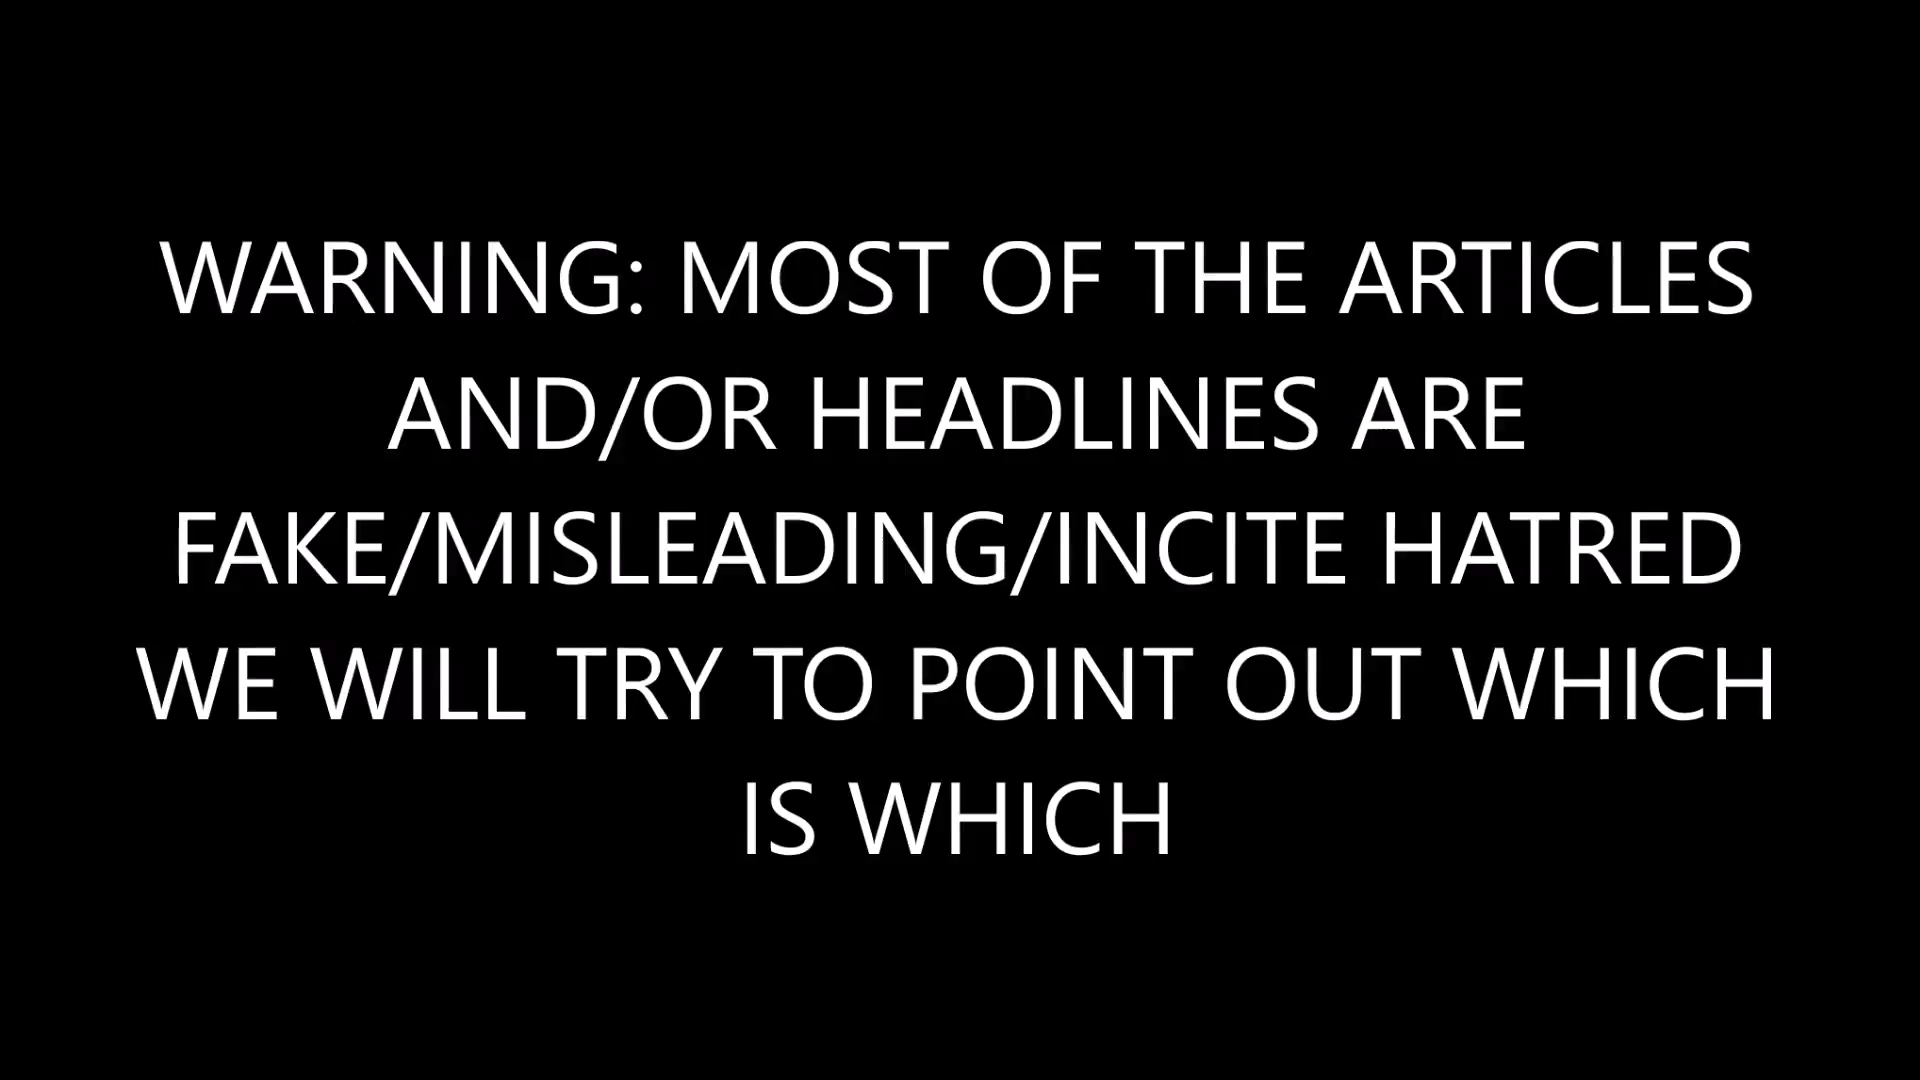 WARNING: MOST OF THE ARTICLES
AND/OR HEADLINES ARE
FAKE/MISLEADING/INCITE HATRED
WE WILL TRY TO POINT OUT WHICH
IS WHICH